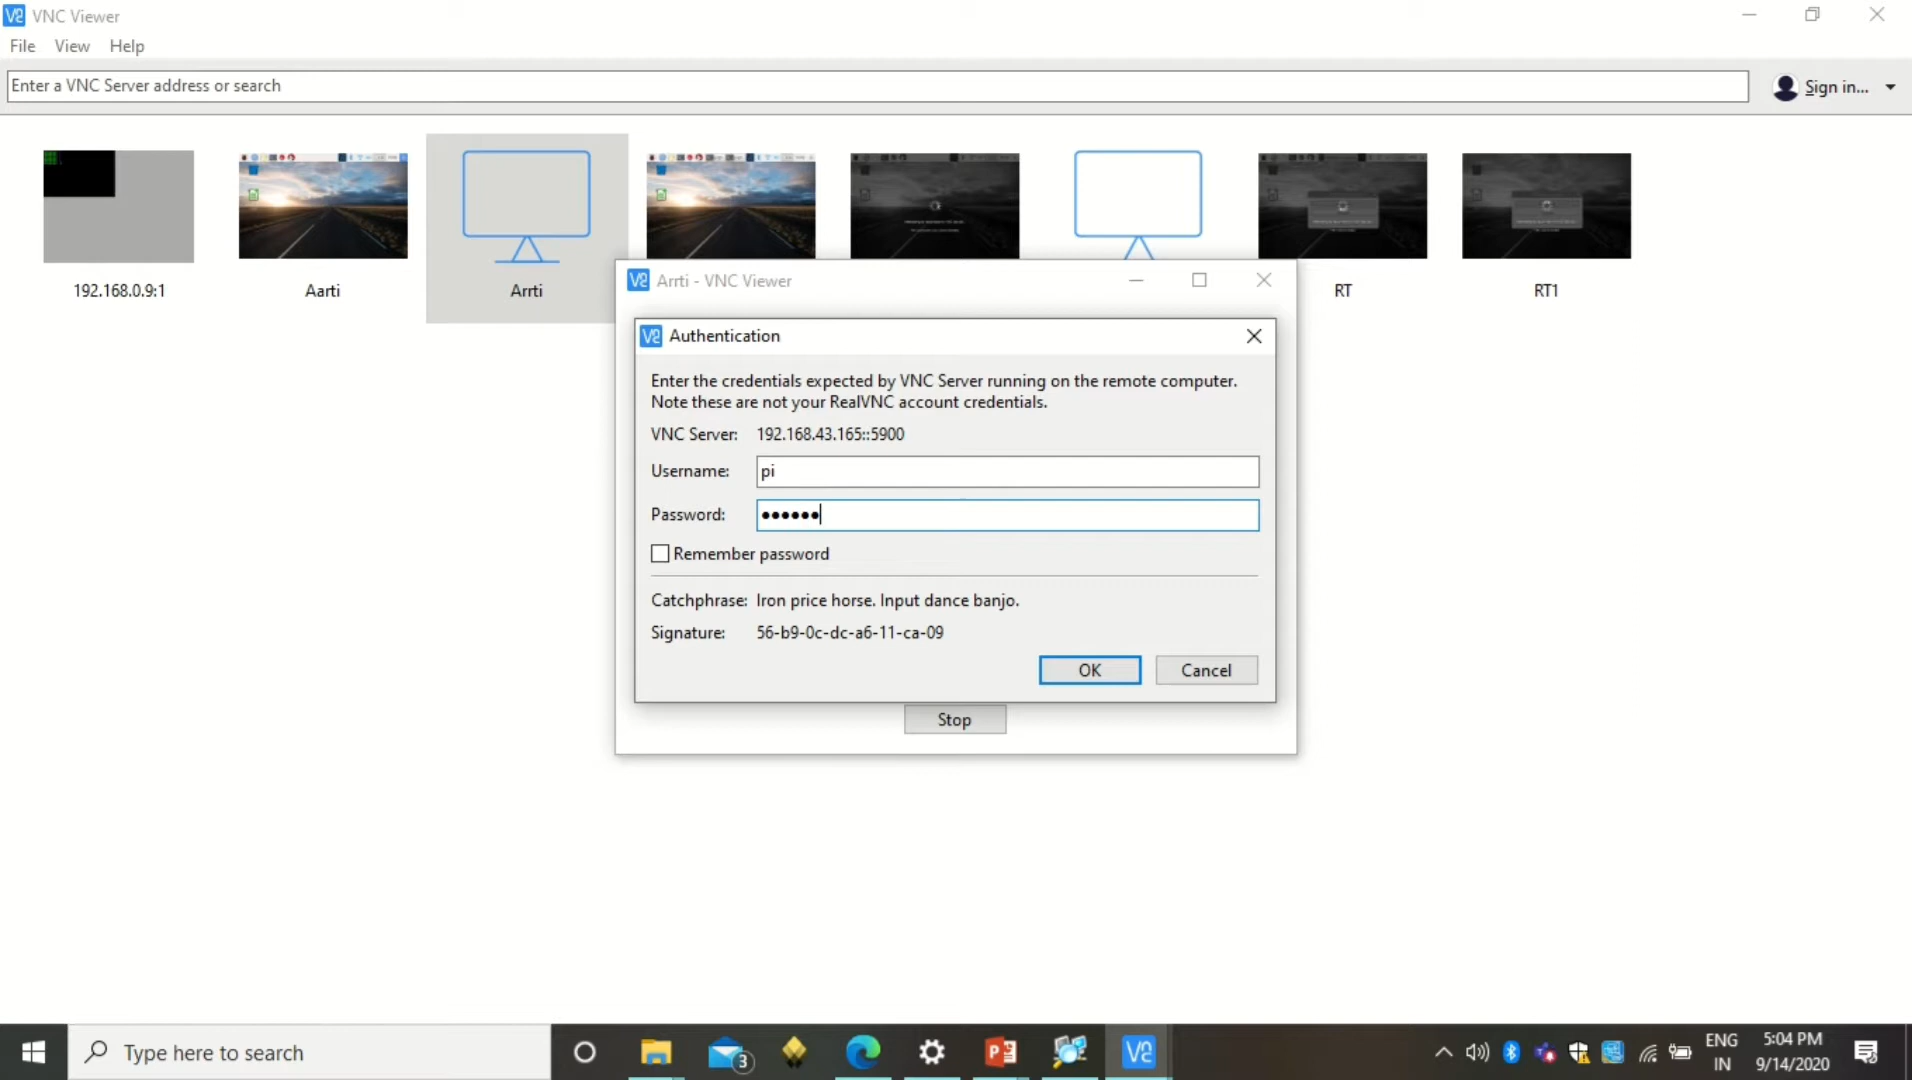 VNC Viewer
File View Help
Enter a VNC Server address or search
Sign in...
192.168.0.9:1
Aarti
Arrti
RT
RT1
Arrti - VNC Viewer
Authentication
Enter the credentials expected by VNC Server running on the remote computer.
Note these are not your RealVNC account credentials.
VNC Server: 192.168.43.165::5900
Username: pi
Password: ••••••
Remember password
Catchphrase: Iron price horse. Input dance banjo.
Signature: 56-b9-0c-dc-a6-11-ca-09
OK Cancel
Stop
Type here to search
3
ENG
IN
5:04 PM
9/14/2020